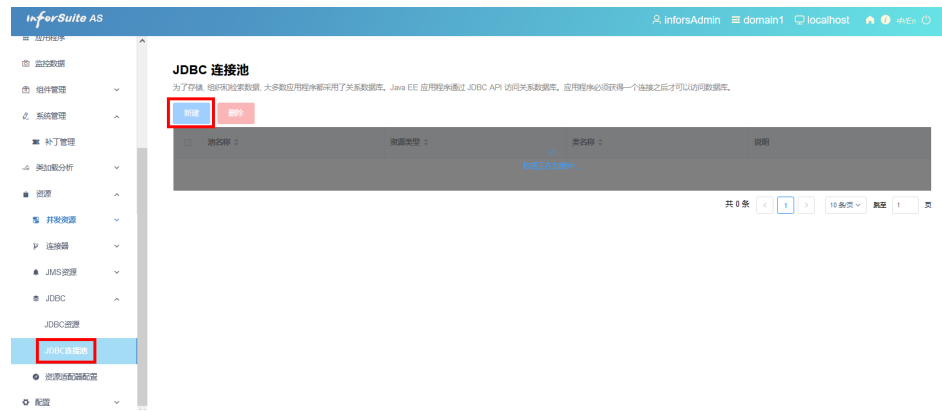 InforSuite AS
inforsAdmin domain1 localhost 中/En
应用程序
监控数据
组件管理
系统管理
补丁管理
类加载分析
资源
并发资源
连接器
JMS资源
JDBC
JDBC资源
JDBC连接池
资源适配器配置
配置
JDBC 连接池
为了存储, 组织和检索数据, 大多数应用程序都采用了关系数据库。Java EE 应用程序通过 JDBC API 访问关系数据库。应用程序必须获得一个连接之后才可以访问数据库。
新建 删除
池名称 资源类型 类名称 说明
共 0 条 < 1 > 10 条/页 跳至 1 页